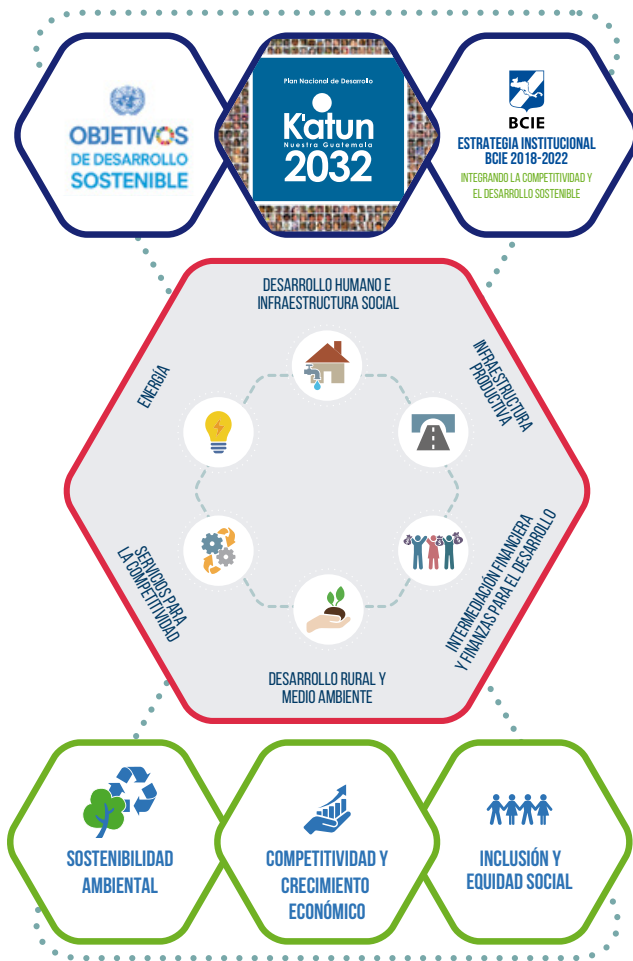 OBJETIVOS
DE DESARROLLO
SOSTENIBLE
Plan Nacional de Desarrollo
K'atun
Nuestra Guatemala
2032
BCIE
ESTRATEGIA INSTITUCIONAL
BCIE 2018-2022
INTEGRANDO LA COMPETITIVIDAD Y
EL DESARROLLO SOSTENIBLE
DESARROLLO HUMANO E
INFRAESTRUCTURA SOCIAL
ENERGÍA
INFRAESTRUCTURA
PRODUCTIVA
SERVICIOS PARA
LA COMPETITIVIDAD
INTERMEDIACIÓN FINANCIERA
Y FINANZAS PARA EL DESARROLLO
DESARROLLO RURAL Y
MEDIO AMBIENTE
SOSTENIBILIDAD
AMBIENTAL
COMPETITIVIDAD Y
CRECIMIENTO
ECONÓMICO
INCLUSIÓN Y
EQUIDAD SOCIAL